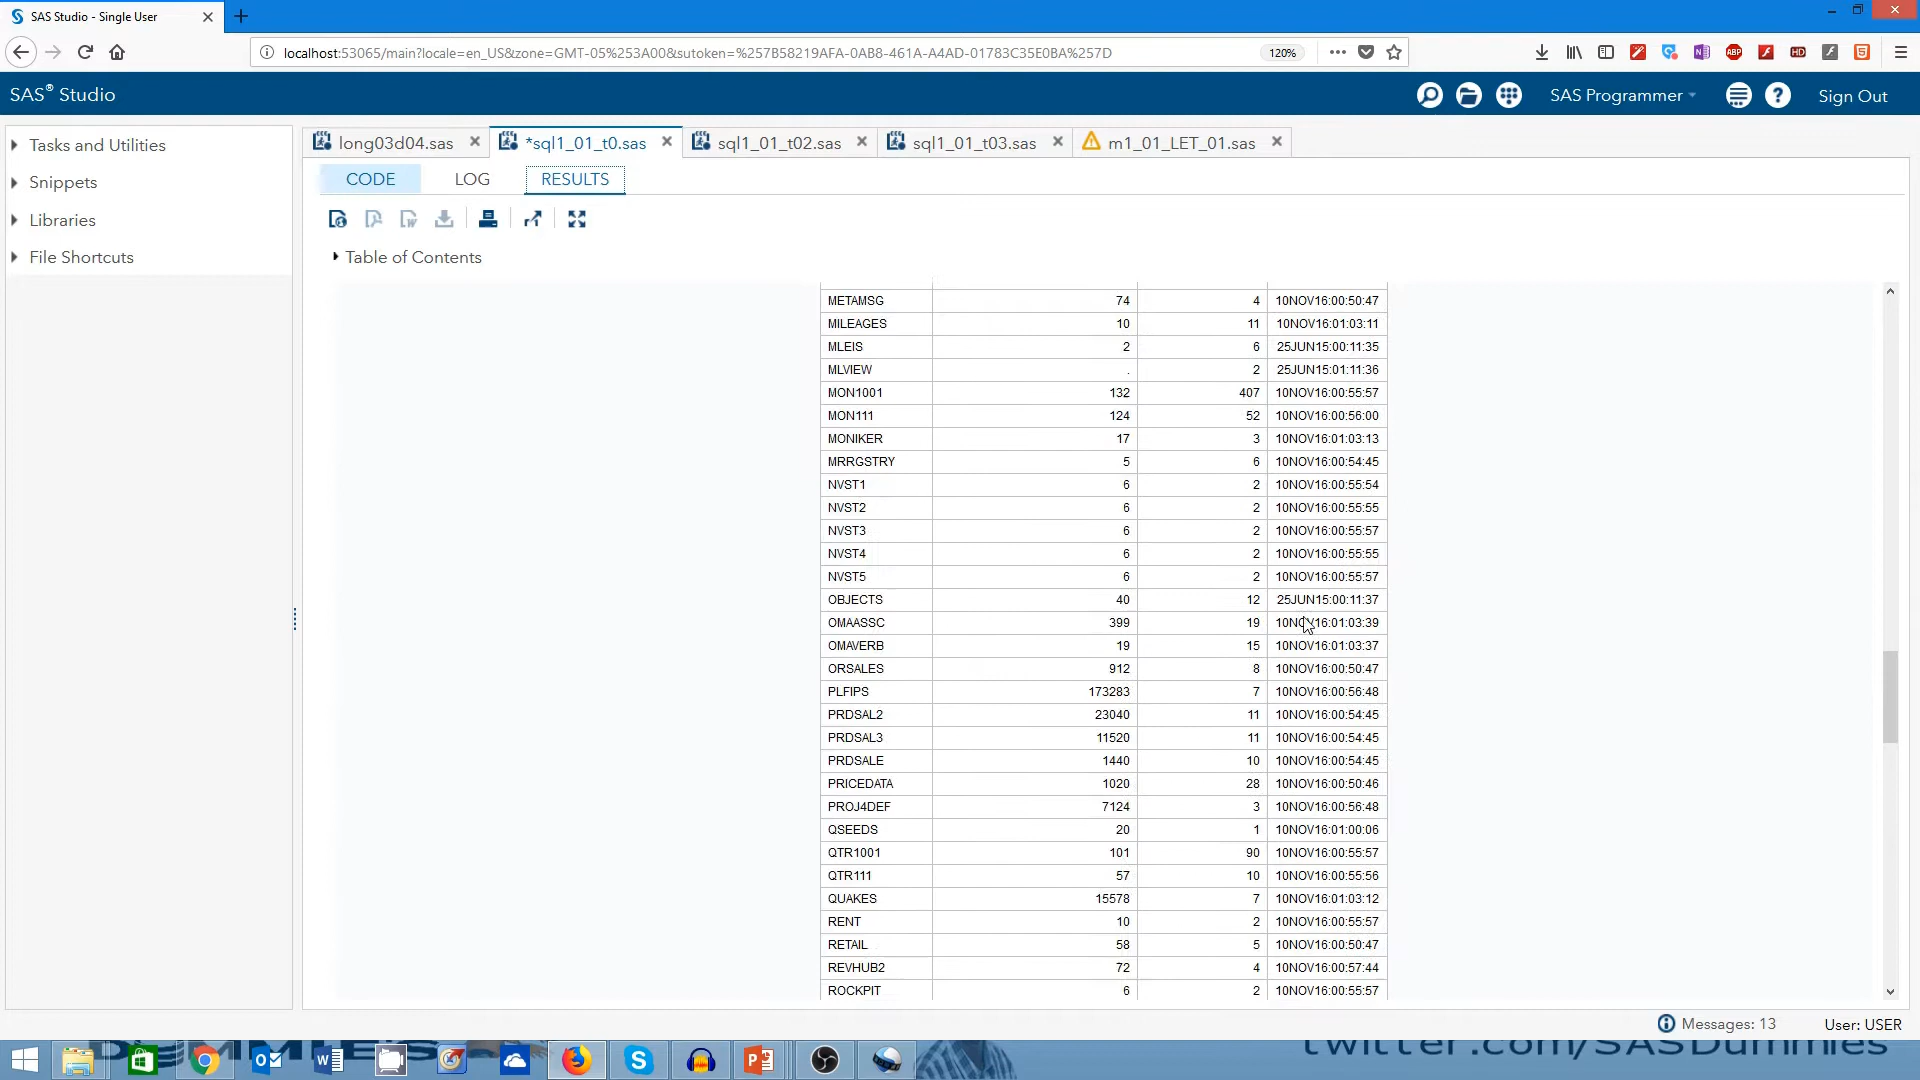 SAS Studio - Single User
localhost:53065/main?locale=en_US&zone=GMT-05%253A00&sutoken=%257B58219AFA-0AB8-461A-A4AD-01783C35E0BA%257D
120%
ABP
HD
SAS® Studio
SAS Programmer
Sign Out
Tasks and Utilities
Snippets
Libraries
File Shortcuts
long03d04.sas
*sql1_01_t0.sas
sql1_01_t02.sas
sql1_01_t03.sas
m1_01_LET_01.sas
CODE LOG RESULTS
Table of Contents
METAMSG 74 4 10NOV16:00:50:47
MILEAGES 10 11 10NOV16:01:03:11
MLEIS 2 6 25JUN15:00:11:35
MLVIEW . 2 25JUN15:01:11:36
MON1001 132 407 10NOV16:00:55:57
MON111 124 52 10NOV16:00:56:00
MONIKER 17 3 10NOV16:01:03:13
MRRGSTRY 5 6 10NOV16:00:54:45
NVST1 6 2 10NOV16:00:55:54
NVST2 6 2 10NOV16:00:55:55
NVST3 6 2 10NOV16:00:55:57
NVST4 6 2 10NOV16:00:55:55
NVST5 6 2 10NOV16:00:55:57
OBJECTS 40 12 25JUN15:00:11:37
OMAASSC 399 19 10NOV16:01:03:39
OMAVERB 19 15 10NOV16:01:03:37
ORSALES 912 8 10NOV16:00:50:47
PLFIPS 173283 7 10NOV16:00:56:48
PRDSAL2 23040 11 10NOV16:00:54:45
PRDSAL3 11520 11 10NOV16:00:54:45
PRDSALE 1440 10 10NOV16:00:54:45
PRICEDATA 1020 28 10NOV16:00:50:46
PROJ4DEF 7124 3 10NOV16:00:56:48
QSEEDS 20 1 10NOV16:01:00:06
QTR1001 101 90 10NOV16:00:55:57
QTR111 57 10 10NOV16:00:55:56
QUAKES 15578 7 10NOV16:01:03:12
RENT 10 2 10NOV16:00:55:57
RETAIL 58 5 10NOV16:00:50:47
REVHUB2 72 4 10NOV16:00:57:44
ROCKPIT 6 2 10NOV16:00:55:57
Messages: 13
User: USER
twitter.com/SASDummies